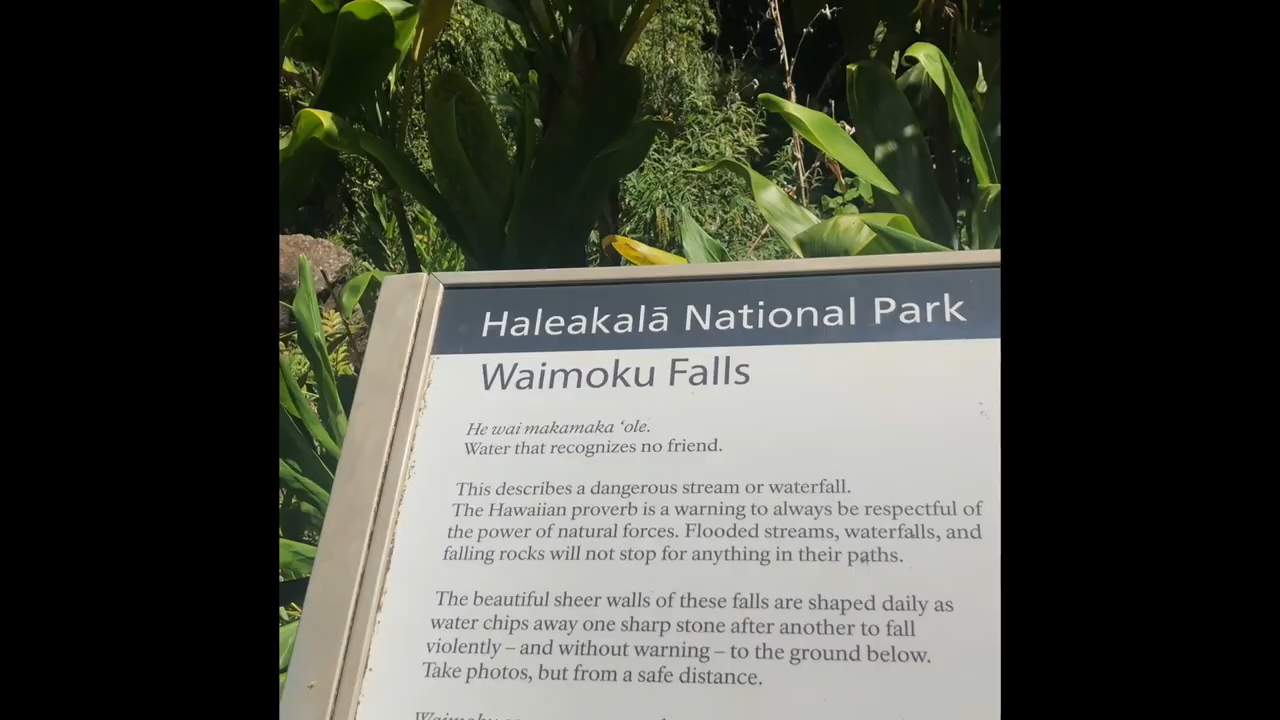 Haleakalā National Park
Waimoku Falls
He wai makamaka ʻole.
Water that recognizes no friend.
This describes a dangerous stream or waterfall.
The Hawaiian proverb is a warning to always be respectful of
the power of natural forces. Flooded streams, waterfalls, and
falling rocks will not stop for anything in their paths.
The beautiful sheer walls of these falls are shaped daily as
water chips away one sharp stone after another to fall
violently – and without warning – to the ground below.
Take photos, but from a safe distance.
Waimoku